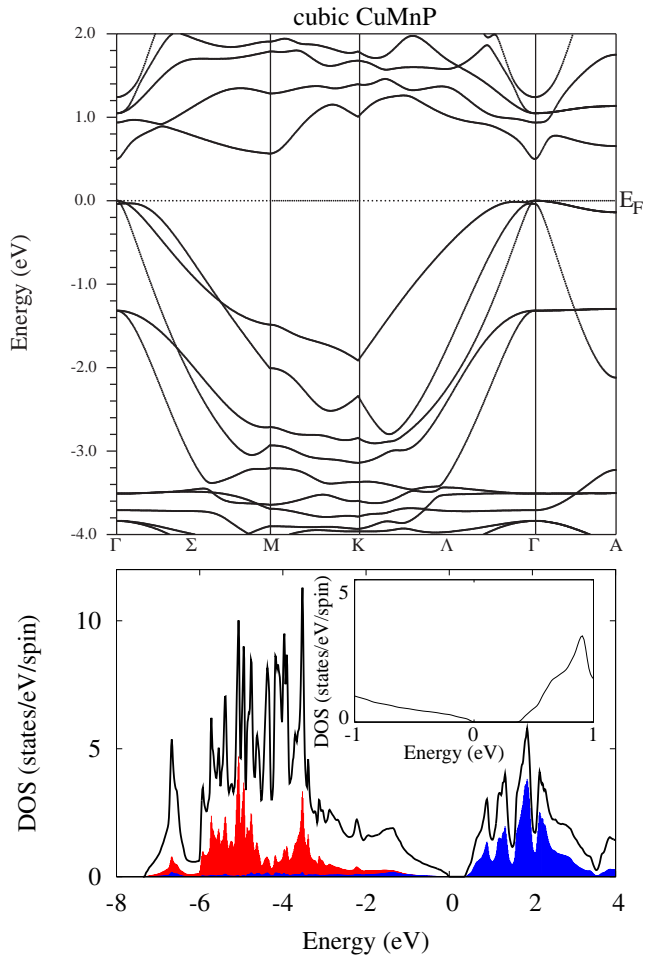 cubic CuMnP
2.0
1.0
0.0
-1.0
-2.0
-3.0
-4.0
Energy (eV)
E_F
Γ Σ M K Λ Γ A
10
5
0
DOS (states/eV/spin)
-8 -6 -4 -2 0 2 4
Energy (eV)
5
0
DOS (states/eV/spin)
-1 0 1
Energy (eV)